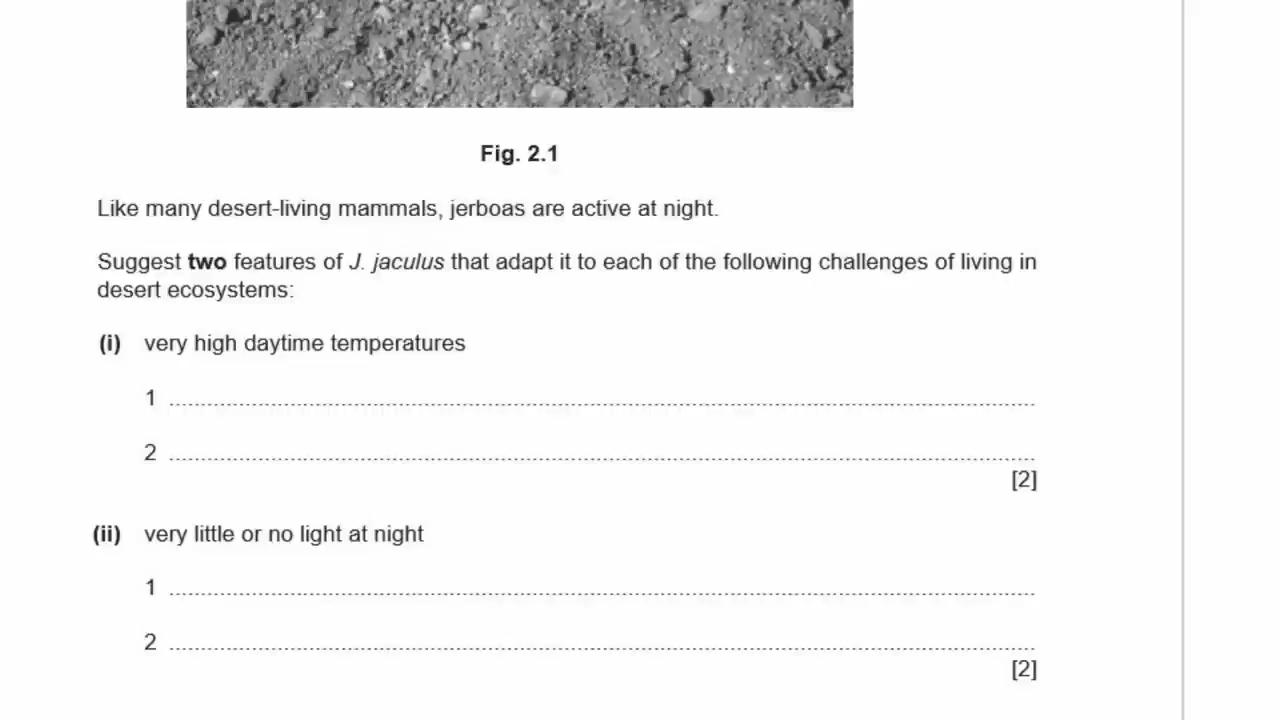 Fig. 2.1
Like many desert-living mammals, jerboas are active at night.
Suggest two features of J. jaculus that adapt it to each of the following challenges of living in
desert ecosystems:
(i) very high daytime temperatures
1 ....................................................................................................
2 ....................................................................................................
[2]
(ii) very little or no light at night
1 ....................................................................................................
2 ....................................................................................................
[2]